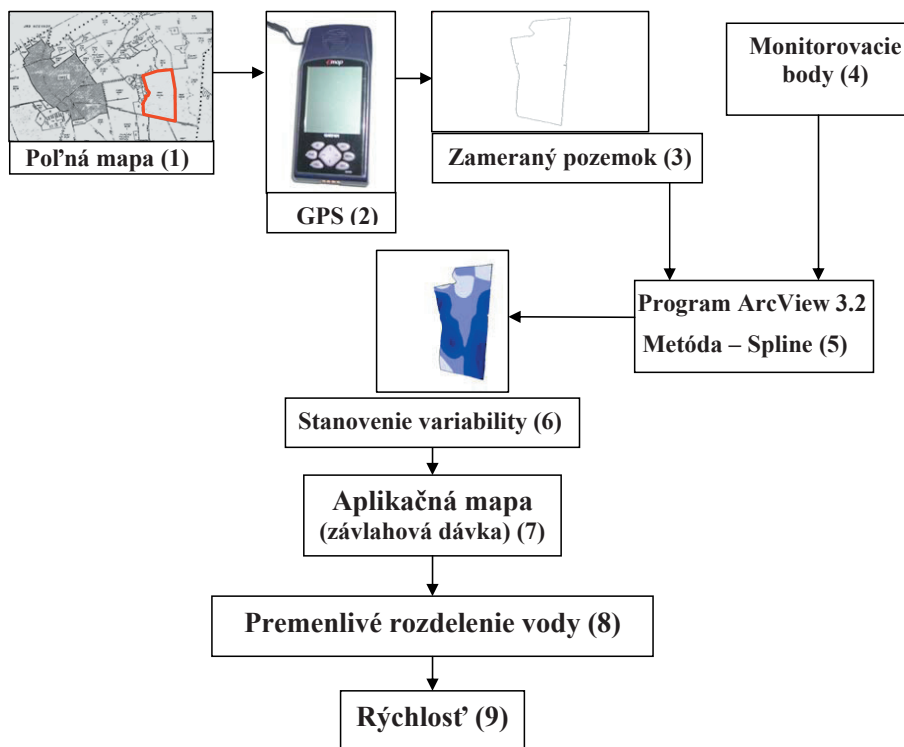 Poľná mapa (1)
GPS (2)
Zameraný pozemok (3)
Monitorovacie
body (4)
Program ArcView 3.2
Metóda – Spline (5)
Stanovenie variability (6)
Aplikačná mapa
(závlahová dávka) (7)
Premenlivé rozdelenie vody (8)
Rýchlosť (9)